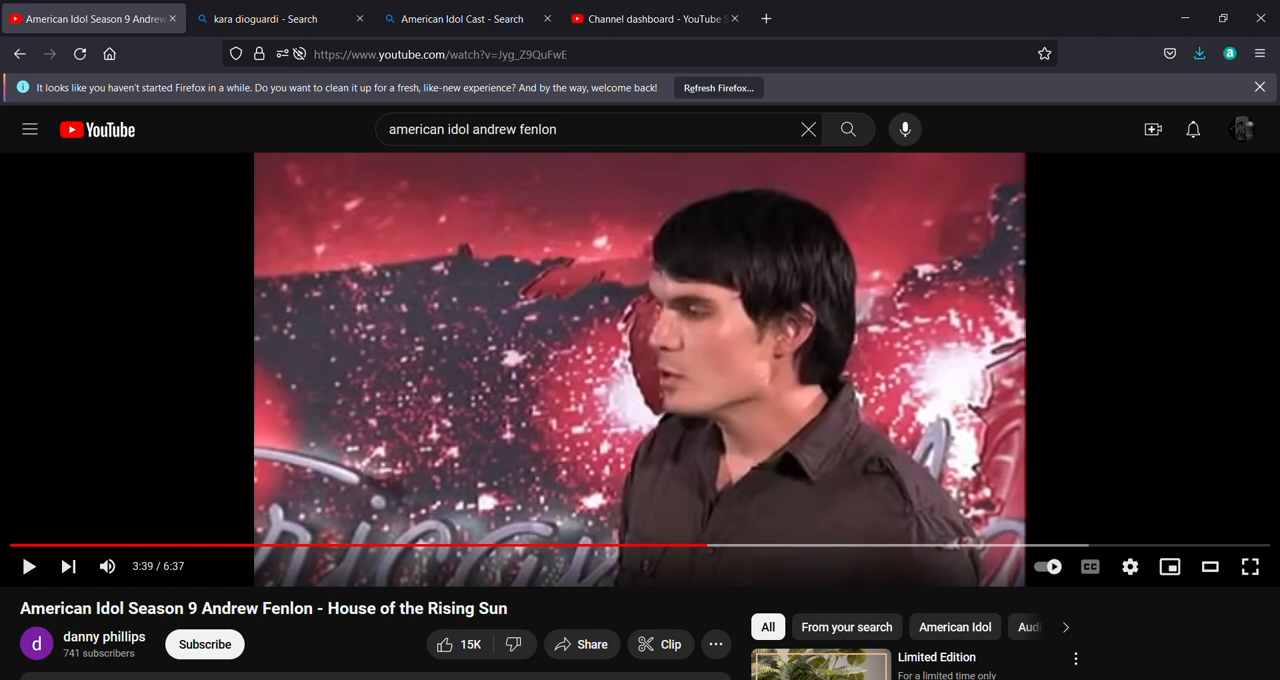 American Idol Season 9 Andrew
kara dioguardi - Search
American Idol Cast - Search
Channel dashboard - YouTube S
https://www.youtube.com/watch?v=Jyg_Z9QuFwE
It looks like you haven't started Firefox in a while. Do you want to clean it up for a fresh, like-new experience? And by the way, welcome back!
Refresh Firefox...
YouTube
american idol andrew fenlon
3:39 / 6:37
CC
American Idol Season 9 Andrew Fenlon - House of the Rising Sun
d
danny phillips
741 subscribers
Subscribe
15K
Share
Clip
All
From your search
American Idol
Audi
Limited Edition
For a limited time only